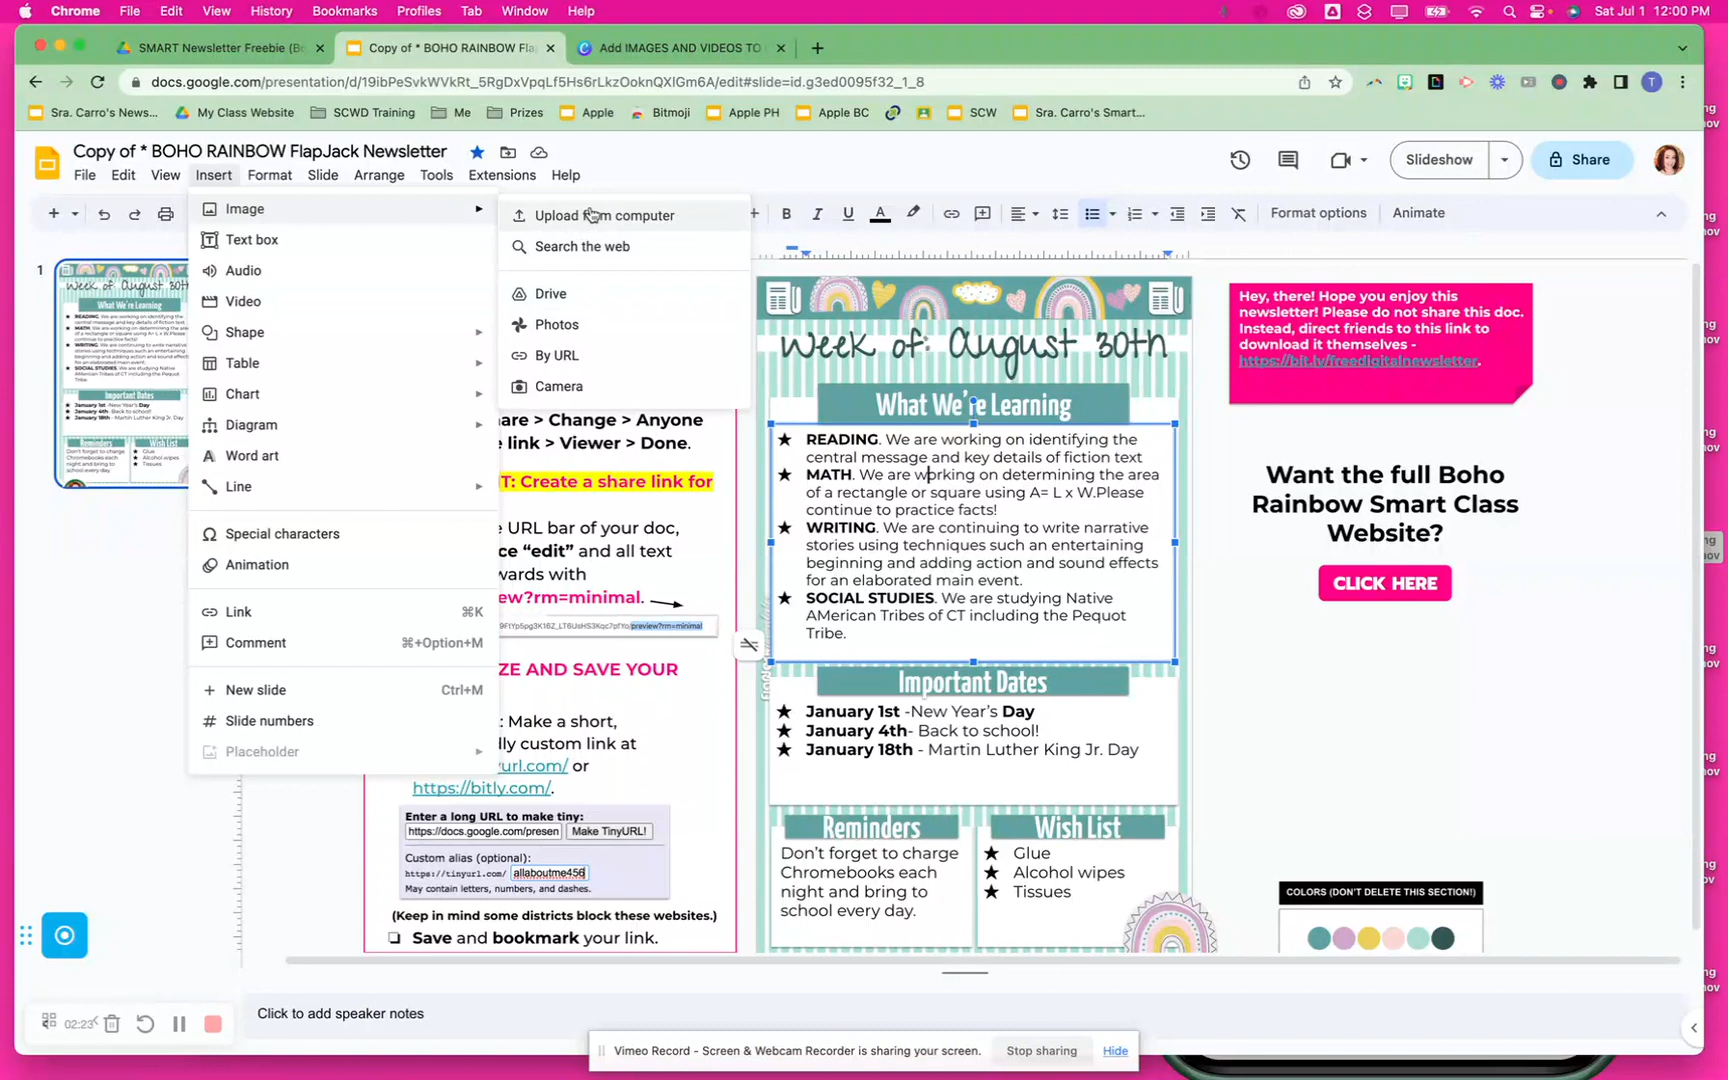 Chrome File Edit View History Bookmarks Profiles Tab Window Help Sat Jul 1 12:00 PM
SMART Newsletter Freebie (Bo Copy of * BOHO RAINBOW Flap Add IMAGES AND VIDEOS TO
docs.google.com/presentation/d/19ibPeSvkWVkRt_5RgDxVpqLf5Hs6rLkzOoknQXIGm6A/edit#slide=id.g3ed0095f32_1_8 T
Sra. Carro's News... My Class Website SCWD Training Me Prizes Apple Bitmoji Apple PH Apple BC SCW Sra. Carro's Smart...
Copy of * BOHO RAINBOW FlapJack Newsletter
File Edit View Insert Format Slide Arrange Tools Extensions Help
Slideshow Share
Format options Animate
Image
Text box
Audio
Video
Shape
Table
Chart
Diagram
Word art
Line
Special characters
Animation
Link ⌘K
Comment ⌘+Option+M
New slide Ctrl+M
Slide numbers
Placeholder
Upload from computer
Search the web
Drive
Photos
By URL
Camera
1
are > Change > Anyone
link > Viewer > Done.
T: Create a share link for
e URL bar of your doc,
ce “edit” and all text
wards with
ew?rm=minimal.
preview?rm=minimal
ZE AND SAVE YOUR
: Make a short,
dly custom link at
yurl.com/ or
https://bitly.com/.
Enter a long URL to make tiny:
https://docs.google.com/presen Make TinyURL!
Custom alias (optional):
https://tinyurl.com/ allaboutme456
May contain letters, numbers, and dashes.
(Keep in mind some districts block these websites.)
Save and bookmark your link.
Week of: August 30th
What We're Learning
★ READING. We are working on identifying the
central message and key details of fiction text
★ MATH. We are working on determining the area
of a rectangle or square using A= L x W.Please
continue to practice facts!
★ WRITING. We are continuing to write narrative
stories using techniques such an entertaining
beginning and adding action and sound effects
for an elaborated main event.
★ SOCIAL STUDIES. We are studying Native
AMerican Tribes of CT including the Pequot
Tribe.
Important Dates
★ January 1st -New Year’s Day
★ January 4th- Back to school!
★ January 18th - Martin Luther King Jr. Day
Reminders
Don’t forget to charge
Chromebooks each
night and bring to
school every day.
Wish List
★ Glue
★ Alcohol wipes
★ Tissues
Hey, there! Hope you enjoy this
newsletter! Please do not share this doc.
Instead, direct friends to this link to
download it themselves -
https://bit.ly/freedigitalnewsletter.
Want the full Boho
Rainbow Smart Class
Website?
CLICK HERE
COLORS (DON'T DELETE THIS SECTION!)
Click to add speaker notes
02:23
Vimeo Record - Screen & Webcam Recorder is sharing your screen. Stop sharing Hide